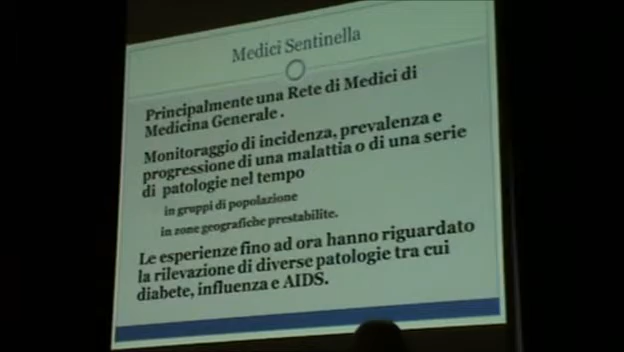 Medici Sentinella
Principalmente una Rete di Medici di
Medicina Generale .
Monitoraggio di incidenza, prevalenza e
progressione di una malattia o di una serie
di patologie nel tempo
in gruppi di popolazione
in zone geografiche prestabilite.
Le esperienze fino ad ora hanno riguardato
la rilevazione di diverse patologie tra cui
diabete, influenza e AIDS.